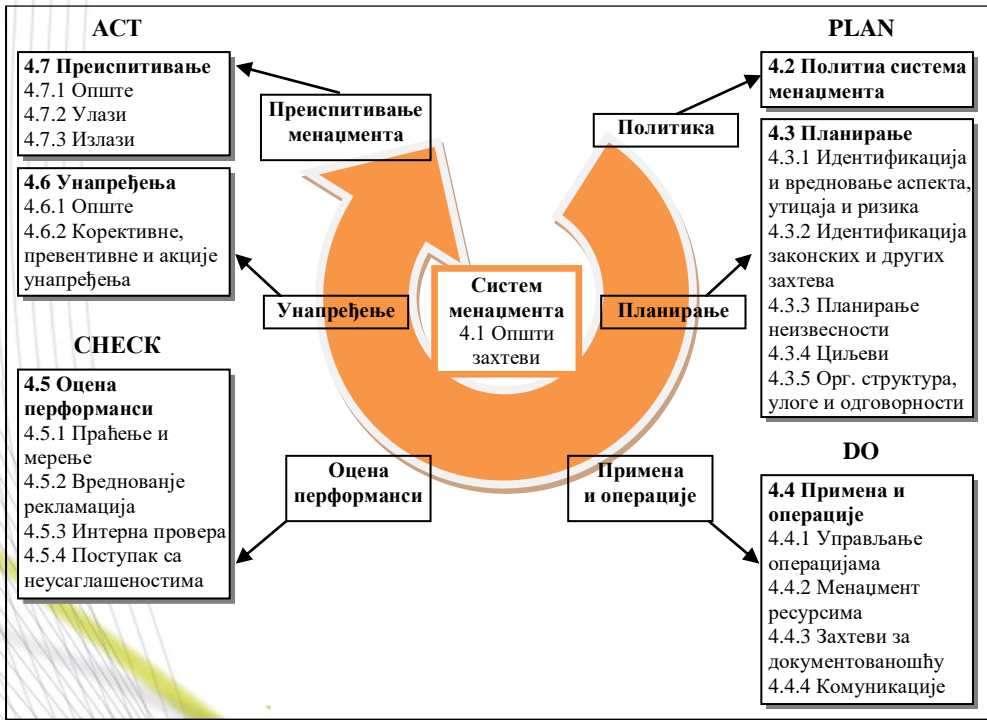 ACT
4.7 Преиспитивање
4.7.1 Опште
4.7.2 Улази
4.7.3 Излази
4.6 Унапређења
4.6.1 Опште
4.6.2 Корективне,
превентивне и акције
унапређења
CHECK
4.5 Оцена
перформанси
4.5.1 Праћење и
мерење
4.5.2 Вредновањје
рекламација
4.5.3 Интерна провера
4.5.4 Поступак са
неусаглашеностима
Преиспитивање
менаџмента
Унапређење
Оцена
перформанси
Систем
менаџмента
4.1 Општи
захтеви
Политика
Планирање
Примена
и операције
PLAN
4.2 Политиа система
менаџмента
4.3 Планирање
4.3.1 Идентификација
и вредновање аспекта,
утицаја и ризика
4.3.2 Идентификација
законских и других
захтева
4.3.3 Планирање
неизвесности
4.3.4 Циљеви
4.3.5 Орг. структура,
улоге и одговорности
DO
4.4 Примена и
операције
4.4.1 Управљање
операцијама
4.4.2 Менаџмент
ресурсима
4.4.3 Захтеви за
документованошћу
4.4.4 Комуникације